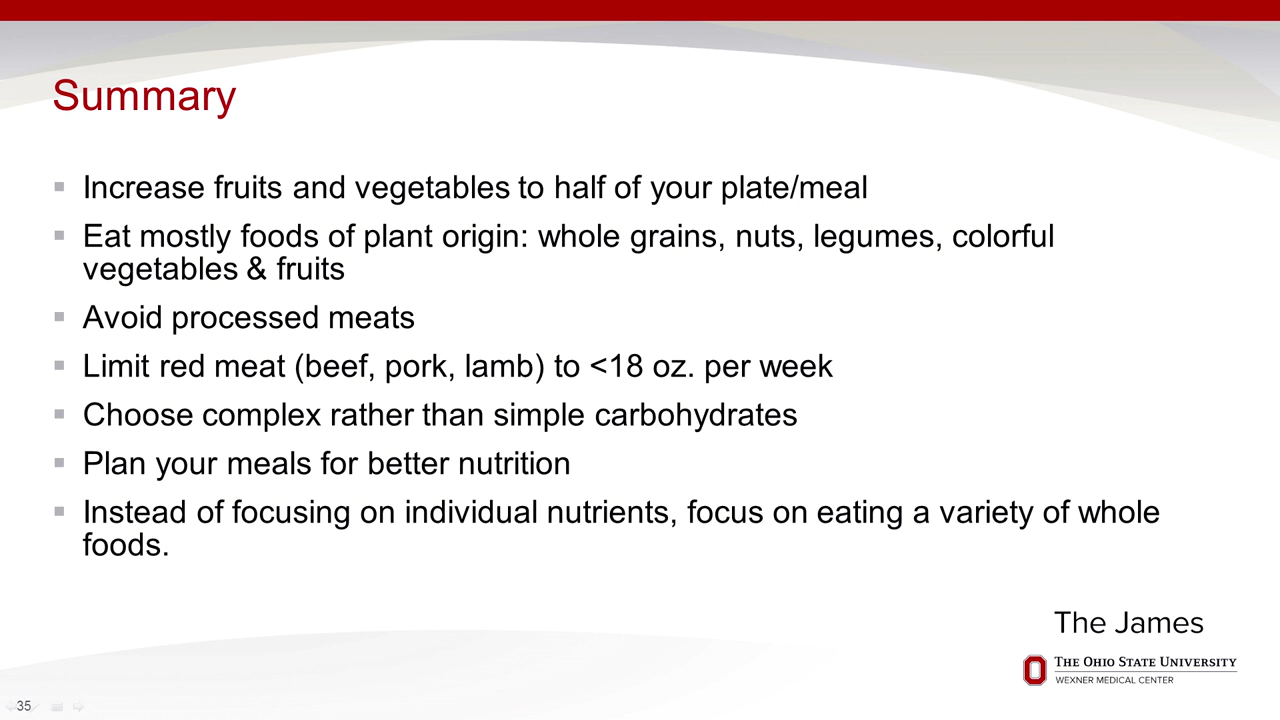 Summary
▪ Increase fruits and vegetables to half of your plate/meal
▪ Eat mostly foods of plant origin: whole grains, nuts, legumes, colorful
vegetables & fruits
▪ Avoid processed meats
▪ Limit red meat (beef, pork, lamb) to <18 oz. per week
▪ Choose complex rather than simple carbohydrates
▪ Plan your meals for better nutrition
▪ Instead of focusing on individual nutrients, focus on eating a variety of whole
foods.
The James
THE OHIO STATE UNIVERSITY
WEXNER MEDICAL CENTER
35